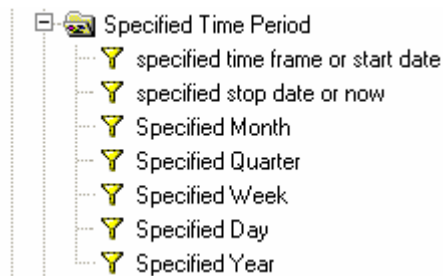 Specified Time Period
specified time frame or start date
specified stop date or now
Specified Month
Specified Quarter
Specified Week
Specified Day
Specified Year